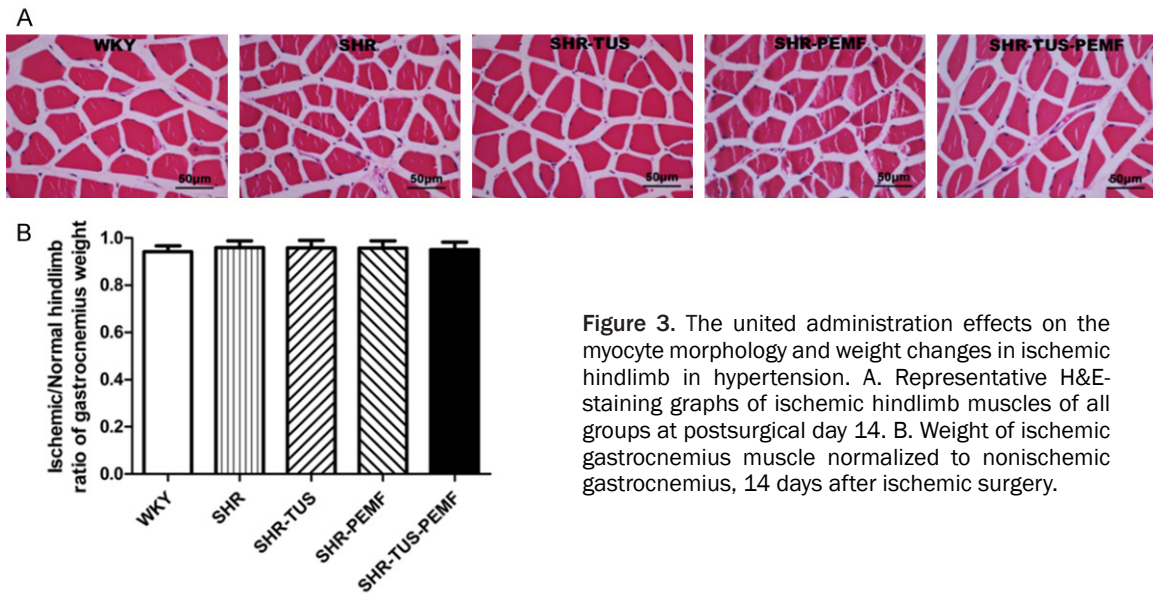 A
WKY
SHR
SHR-TUS
SHR-PEMF
SHR-TUS-PEMF
50μm
50μm
50μm
50μm
50μm
B
Ischemic/Normal hindlimb
ratio of gastrocnemius weight
1.0
0.8
0.6
0.4
0.2
0.0
WKY
SHR
SHR-TUS
SHR-PEMF
SHR-TUS-PEMF
Figure 3. The united administration effects on the
myocyte morphology and weight changes in ischemic
hindlimb in hypertension. A. Representative H&E-
staining graphs of ischemic hindlimb muscles of all
groups at postsurgical day 14. B. Weight of ischemic
gastrocnemius muscle normalized to nonischemic
gastrocnemius, 14 days after ischemic surgery.